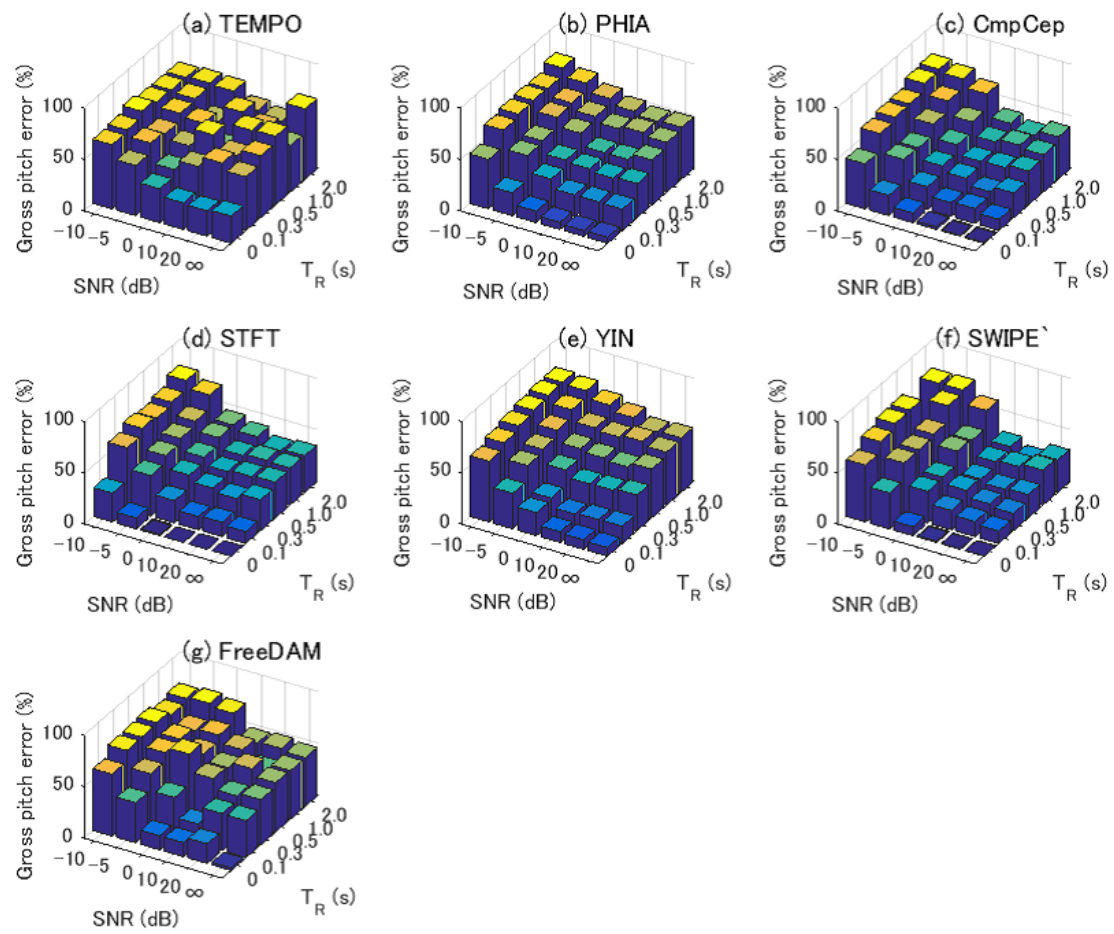 (a) TEMPO
Gross pitch error (%)
100
50
0
-10 -5 0 10 20 ∞
SNR (dB)
0 0.1 0.3 0.5 1.0 2.0
T_R (s)
(b) PHIA
Gross pitch error (%)
100
50
0
-10 -5 0 10 20 ∞
SNR (dB)
0 0.1 0.3 0.5 1.0 2.0
T_R (s)
(c) CmpCep
Gross pitch error (%)
100
50
0
-10 -5 0 10 20 ∞
SNR (dB)
0 0.1 0.3 0.5 1.0 2.0
T_R (s)
(d) STFT
Gross pitch error (%)
100
50
0
-10 -5 0 10 20 ∞
SNR (dB)
0 0.1 0.3 0.5 1.0 2.0
T_R (s)
(e) YIN
Gross pitch error (%)
100
50
0
-10 -5 0 10 20 ∞
SNR (dB)
0 0.1 0.3 0.5 1.0 2.0
T_R (s)
(f) SWIPE`
Gross pitch error (%)
100
50
0
-10 -5 0 10 20 ∞
SNR (dB)
0 0.1 0.3 0.5 1.0 2.0
T_R (s)
(g) FreeDAM
Gross pitch error (%)
100
50
0
-10 -5 0 10 20 ∞
SNR (dB)
0 0.1 0.3 0.5 1.0 2.0
T_R (s)